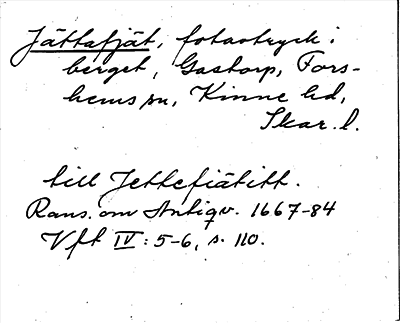 Jättafjät, fotavtryck i
berget, Gastorp, Fors-
hems sn, Kinne hd,
Skar. l.
till Jettefiätitt.
Rans. om Antiqv. 1667-84
Vft IV: 5-6, s. 110.